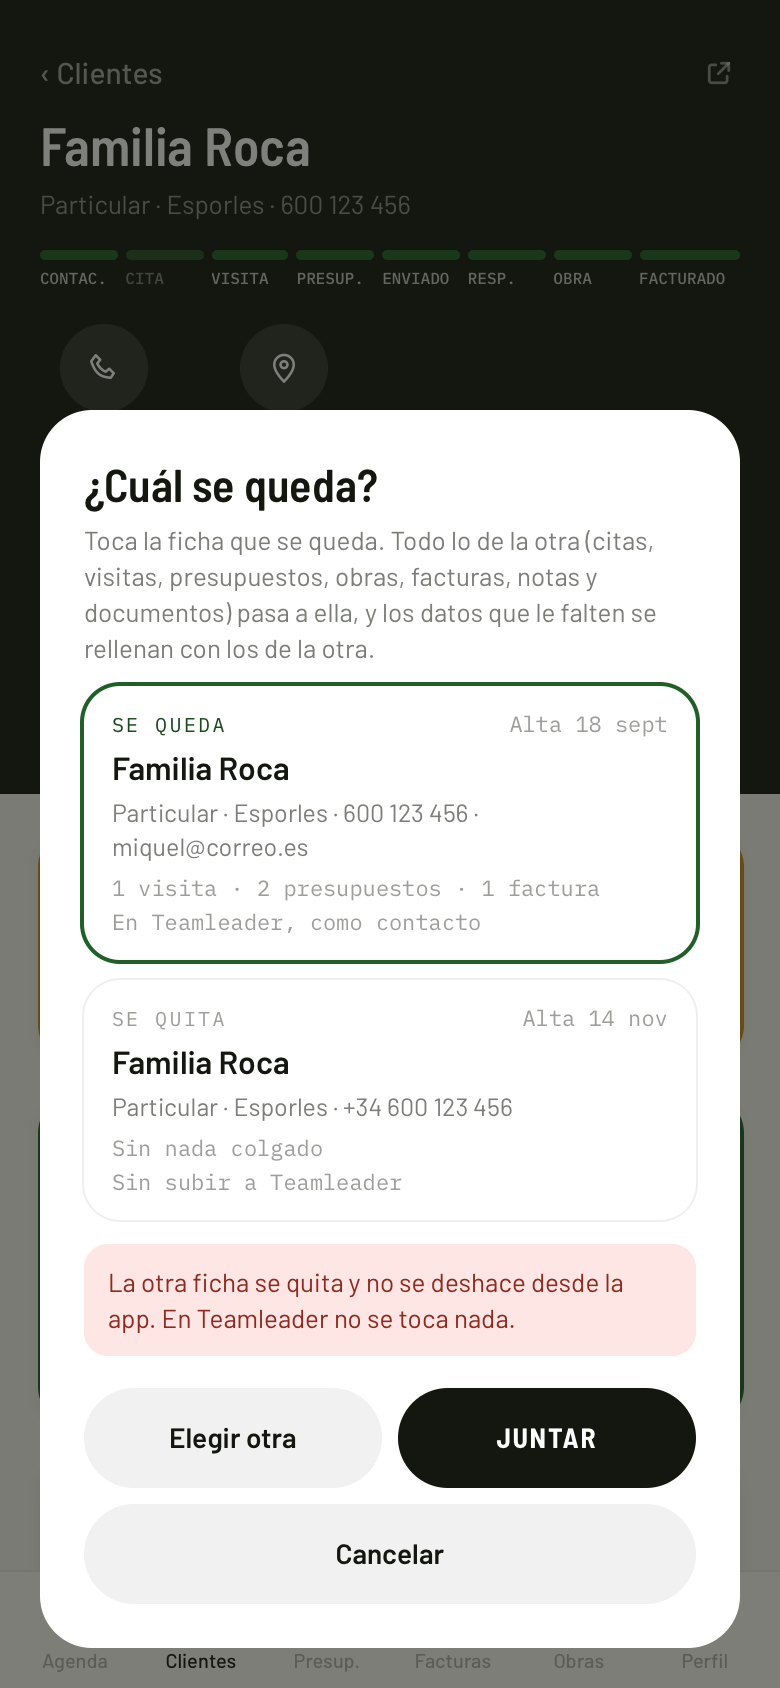 ‹ Clientes
Familia Roca
Particular · Esporles · 600 123 456
CONTAC. CITA VISITA PRESUP. ENVIADO RESP. OBRA FACTURADO
¿Cuál se queda?
Toca la ficha que se queda. Todo lo de la otra (citas,
visitas, presupuestos, obras, facturas, notas y
documentos) pasa a ella, y los datos que le falten se
rellenan con los de la otra.
SE QUEDA Alta 18 sept
Familia Roca
Particular · Esporles · 600 123 456 ·
miquel@correo.es
1 visita · 2 presupuestos · 1 factura
En Teamleader, como contacto
SE QUITA Alta 14 nov
Familia Roca
Particular · Esporles · +34 600 123 456
Sin nada colgado
Sin subir a Teamleader
La otra ficha se quita y no se deshace desde la
app. En Teamleader no se toca nada.
Elegir otra JUNTAR
Cancelar
Agenda Clientes Presup. Facturas Obras Perfil